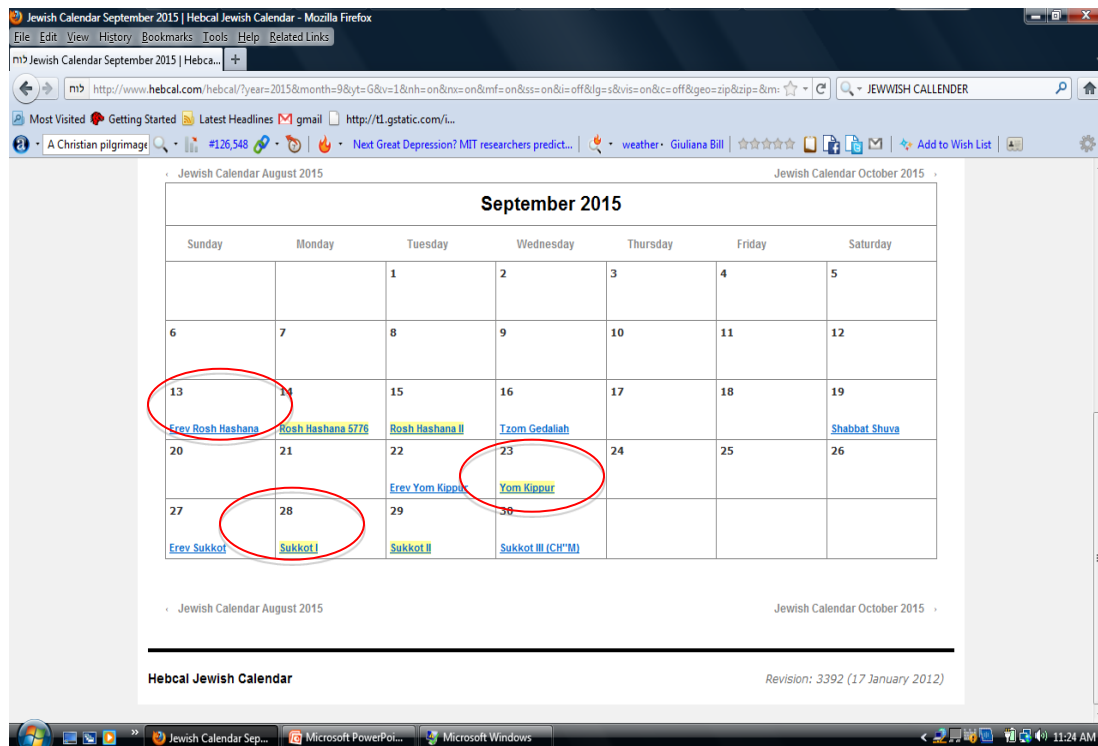 Jewish Calendar September 2015 | Hebcal Jewish Calendar - Mozilla Firefox
File Edit View History Bookmarks Tools Help Related Links
לוח Jewish Calendar September 2015 | Hebca... +
לוח http://www.hebcal.com/hebcal/?year=2015&month=9&yt=G&v=1&nh=on&nx=on&mf=on&ss=on&i=off&lg=s&vis=on&c=off&geo=zip&zip=&m: JEWWISH CALLENDER
Most Visited Getting Started Latest Headlines gmail http://t1.gstatic.com/i...
A Christian pilgrimage #126,548 Next Great Depression? MIT researchers predict... weather Giuliana Bill Add to Wish List
‹ Jewish Calendar August 2015 Jewish Calendar October 2015 ›
September 2015
Sunday Monday Tuesday Wednesday Thursday Friday Saturday
1 2 3 4 5
6 7 8 9 10 11 12
13 14 15 16 17 18 19
Erev Rosh Hashana Rosh Hashana 5776 Rosh Hashana II Tzom Gedaliah Shabbat Shuva
20 21 22 23 24 25 26
Erev Yom Kippur Yom Kippur
27 28 29 30
Erev Sukkot Sukkot I Sukkot II Sukkot III (CH"M)
‹ Jewish Calendar August 2015 Jewish Calendar October 2015 ›
Hebcal Jewish Calendar Revision: 3392 (17 January 2012)
Jewish Calendar Sep... Microsoft PowerPoi... Microsoft Windows 11:24 AM